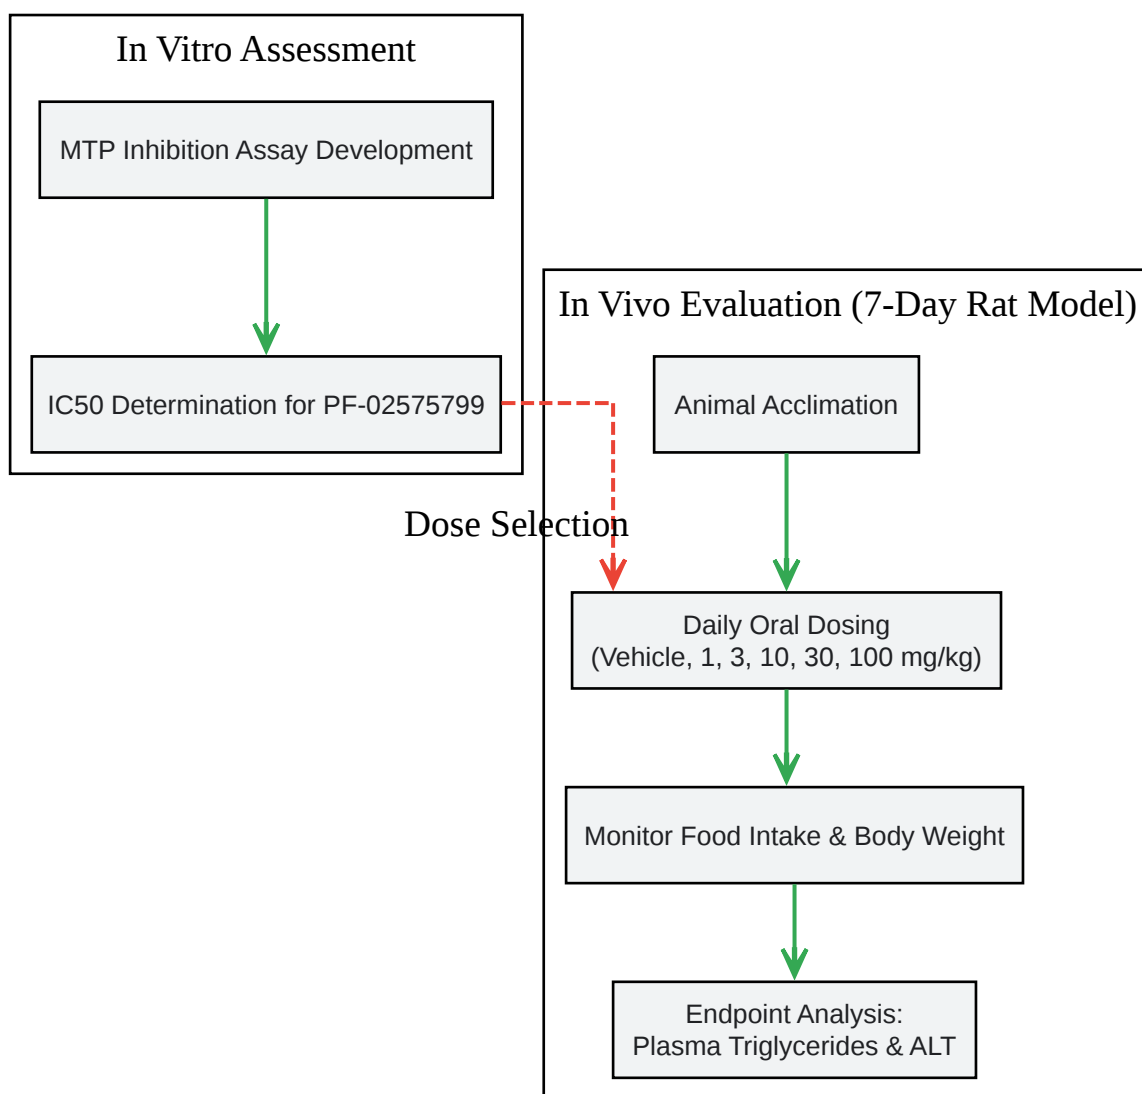 In Vitro Assessment
MTP Inhibition Assay Development
IC50 Determination for PF-02575799
Dose Selection
In Vivo Evaluation (7-Day Rat Model)
Animal Acclimation
Daily Oral Dosing
(Vehicle, 1, 3, 10, 30, 100 mg/kg)
Monitor Food Intake & Body Weight
Endpoint Analysis:
Plasma Triglycerides & ALT